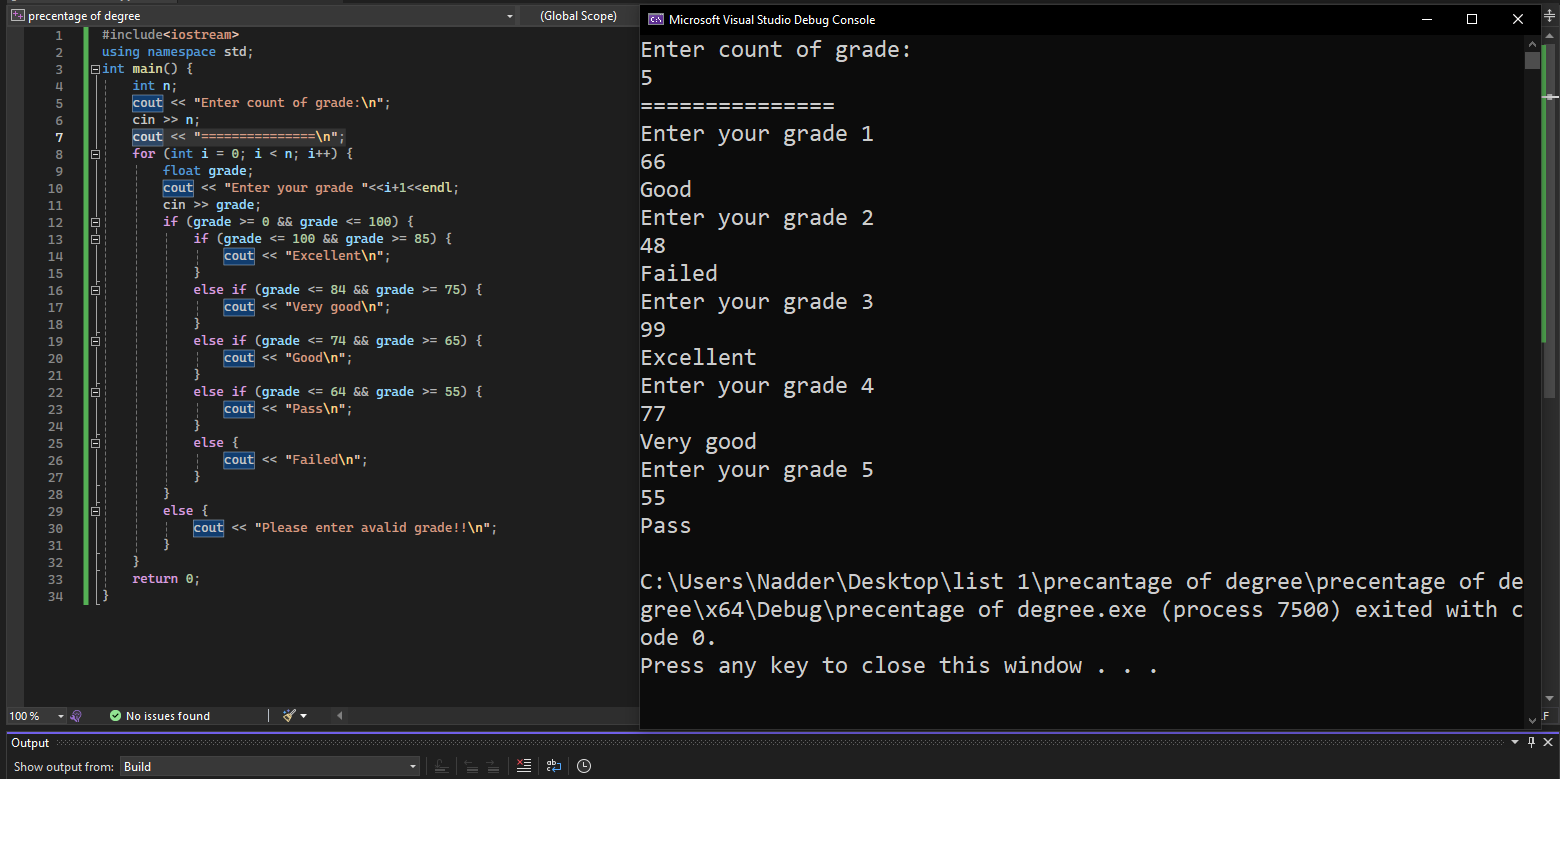 precentage of degree
(Global Scope)
1 #include<iostream>
2 using namespace std;
3 int main() {
4 int n;
5 cout << "Enter count of grade:\n";
6 cin >> n;
7 cout << "===============\n";
8 for (int i = 0; i < n; i++) {
9 float grade;
10 cout << "Enter your grade "<<i+1<<endl;
11 cin >> grade;
12 if (grade >= 0 && grade <= 100) {
13 if (grade <= 100 && grade >= 85) {
14 cout << "Excellent\n";
15 }
16 else if (grade <= 84 && grade >= 75) {
17 cout << "Very good\n";
18 }
19 else if (grade <= 74 && grade >= 65) {
20 cout << "Good\n";
21 }
22 else if (grade <= 64 && grade >= 55) {
23 cout << "Pass\n";
24 }
25 else {
26 cout << "Failed\n";
27 }
28 }
29 else {
30 cout << "Please enter avalid grade!!\n";
31 }
32 }
33 return 0;
34 }
Microsoft Visual Studio Debug Console
Enter count of grade:
5
===============
Enter your grade 1
66
Good
Enter your grade 2
48
Failed
Enter your grade 3
99
Excellent
Enter your grade 4
77
Very good
Enter your grade 5
55
Pass
C:\Users\Nadder\Desktop\list 1\precantage of degree\precentage of de
gree\x64\Debug\precentage of degree.exe (process 7500) exited with c
ode 0.
Press any key to close this window . . .
100 %
No issues found
Output
Show output from: Build